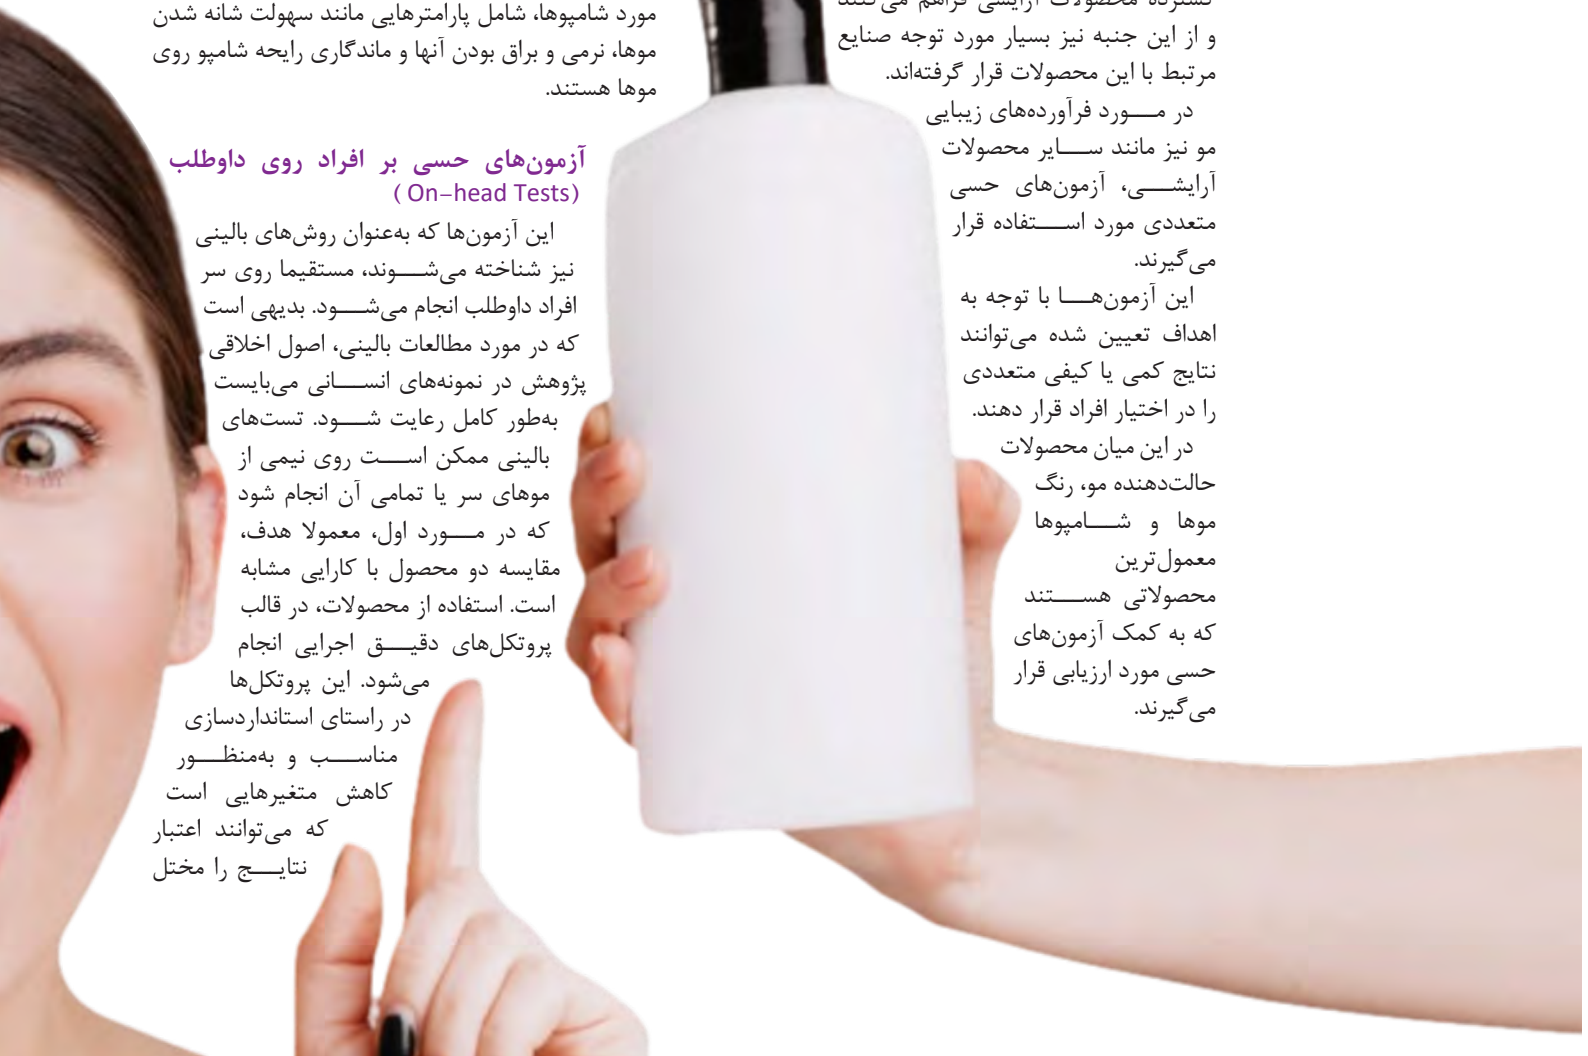 گسترده محصولات آرایشی فراهم می‌کنند
و از این جنبه نیز بسیار مورد توجه صنایع
مرتبط با این محصولات قرار گرفته‌اند.
در مورد فرآورده‌های زیبایی
مو نیز مانند سایر محصولات
آرایشی، آزمون‌های حسی
متعددی مورد استفاده قرار
می‌گیرند.
این آزمون‌ها با توجه به
اهداف تعیین شده می‌توانند
نتایج کمی یا کیفی متعددی
را در اختیار افراد قرار دهند.
در این میان محصولات
حالت‌دهنده مو، رنگ
موها و شامپوها
معمول‌ترین
محصولاتی هستند
که به کمک آزمون‌های
حسی مورد ارزیابی قرار
می‌گیرند.
مورد شامپوها، شامل پارامترهایی مانند سهولت شانه شدن
موها، نرمی و براق بودن آنها و ماندگاری رایحه شامپو روی
موها هستند.
آزمون‌های حسی بر افراد روی داوطلب
(On-head Tests )
این آزمون‌ها که به‌عنوان روش‌های بالینی
نیز شناخته می‌شوند، مستقیما روی سر
افراد داوطلب انجام می‌شود. بدیهی است
که در مورد مطالعات بالینی، اصول اخلاقی
پژوهش در نمونه‌های انسانی می‌بایست
به‌طور کامل رعایت شود. تست‌های
بالینی ممکن است روی نیمی از
موهای سر یا تمامی آن انجام شود
که در مورد اول، معمولا هدف،
مقایسه دو محصول با کارایی مشابه
است. استفاده از محصولات، در قالب
پروتکل‌های دقیق اجرایی انجام
می‌شود. این پروتکل‌ها
در راستای استانداردسازی
مناسب و به‌منظور
کاهش متغیرهایی است
که می‌توانند اعتبار
نتایج را مختل